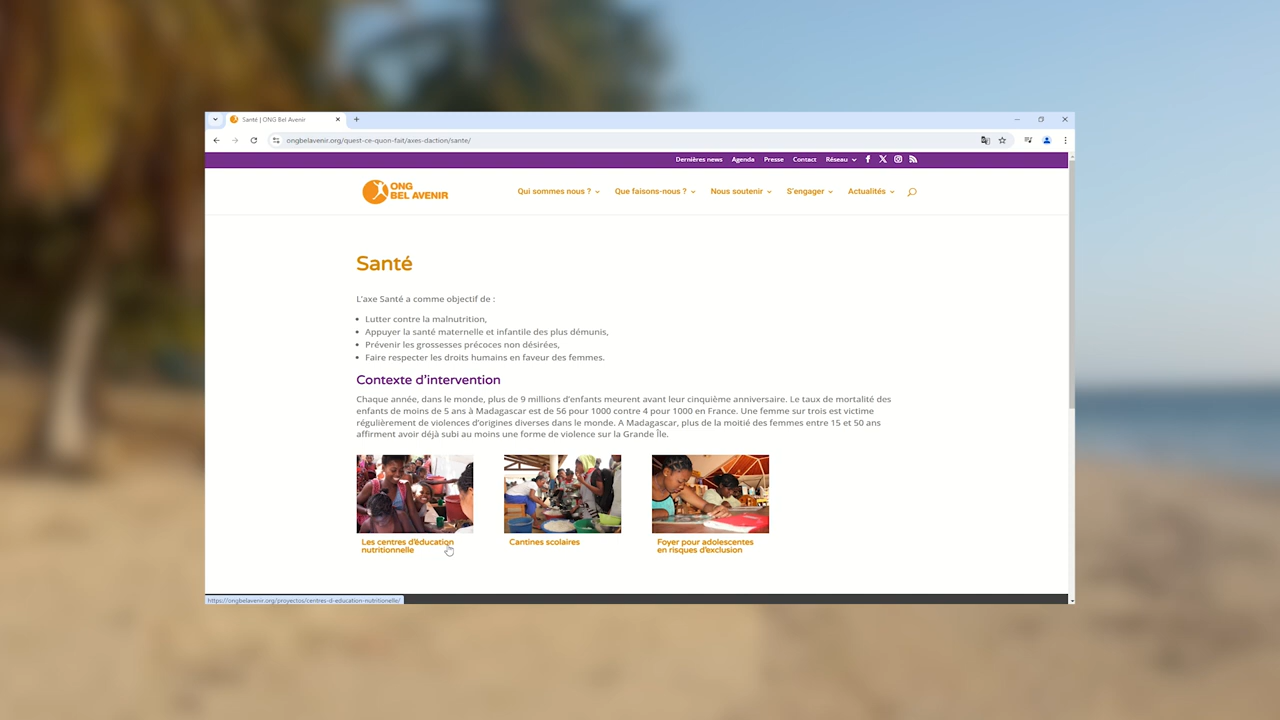 Santé | ONG Bel Avenir
ongbelavenir.org/quest-ce-quon-fait/axes-daction/sante/
Dernières news Agenda Presse Contact Réseau
ONG
BEL AVENIR
Qui sommes nous ? Que faisons-nous ? Nous soutenir S'engager Actualités
Santé
L'axe Santé a comme objectif de :
• Lutter contre la malnutrition,
• Appuyer la santé maternelle et infantile des plus démunis,
• Prévenir les grossesses précoces non désirées,
• Faire respecter les droits humains en faveur des femmes.
Contexte d'intervention
Chaque année, dans le monde, plus de 9 millions d'enfants meurent avant leur cinquième anniversaire. Le taux de mortalité des
enfants de moins de 5 ans à Madagascar est de 56 pour 1000 contre 4 pour 1000 en France. Une femme sur trois est victime
régulièrement de violences d'origines diverses dans le monde. A Madagascar, plus de la moitié des femmes entre 15 et 50 ans
affirment avoir déjà subi au moins une forme de violence sur la Grande Île.
Les centres d'éducation
nutritionnelle
Cantines scolaires
Foyer pour adolescentes
en risques d'exclusion
https://ongbelavenir.org/proyectos/centres-d-education-nutritionelle/